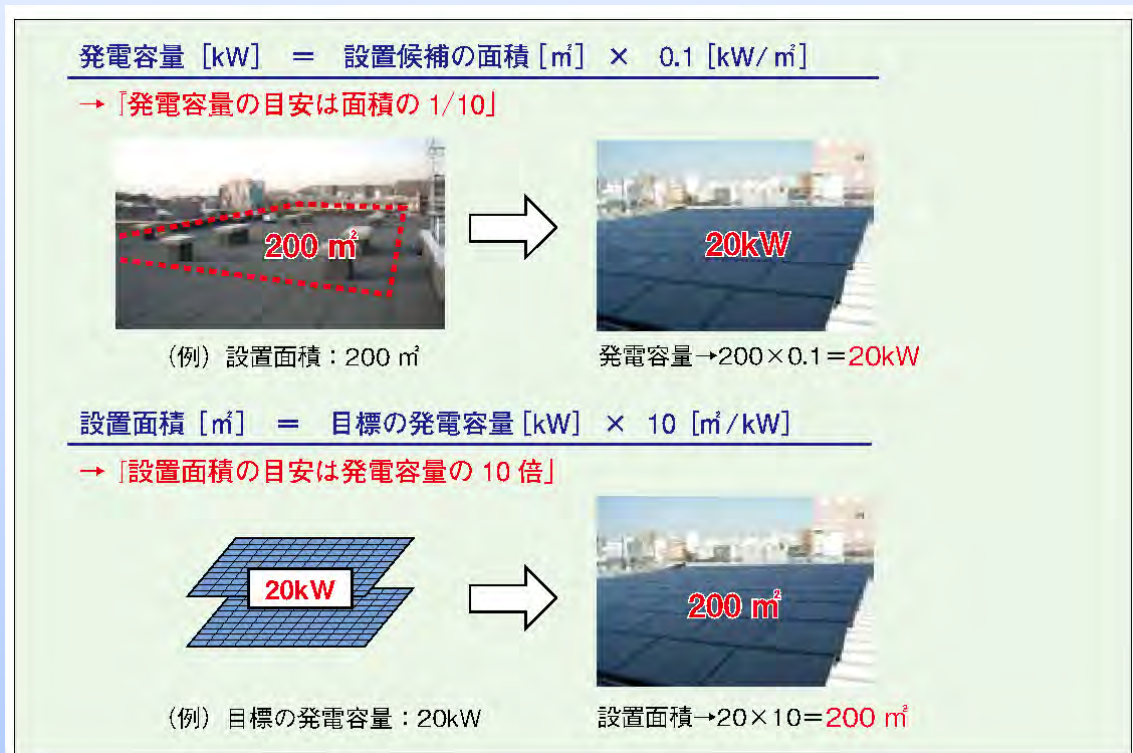 発電容量［kW］ ＝ 設置候補の面積［㎡］ × 0.1［kW/㎡］
→「発電容量の目安は面積の 1/10」
200 ㎡
20kW
（例）設置面積：200 ㎡
発電容量→200×0.1＝20kW
設置面積［㎡］ ＝ 目標の発電容量［kW］ × 10［㎡/kW］
→「設置面積の目安は発電容量の 10 倍」
20kW
200 ㎡
（例）目標の発電容量：20kW
設置面積→20×10＝200 ㎡